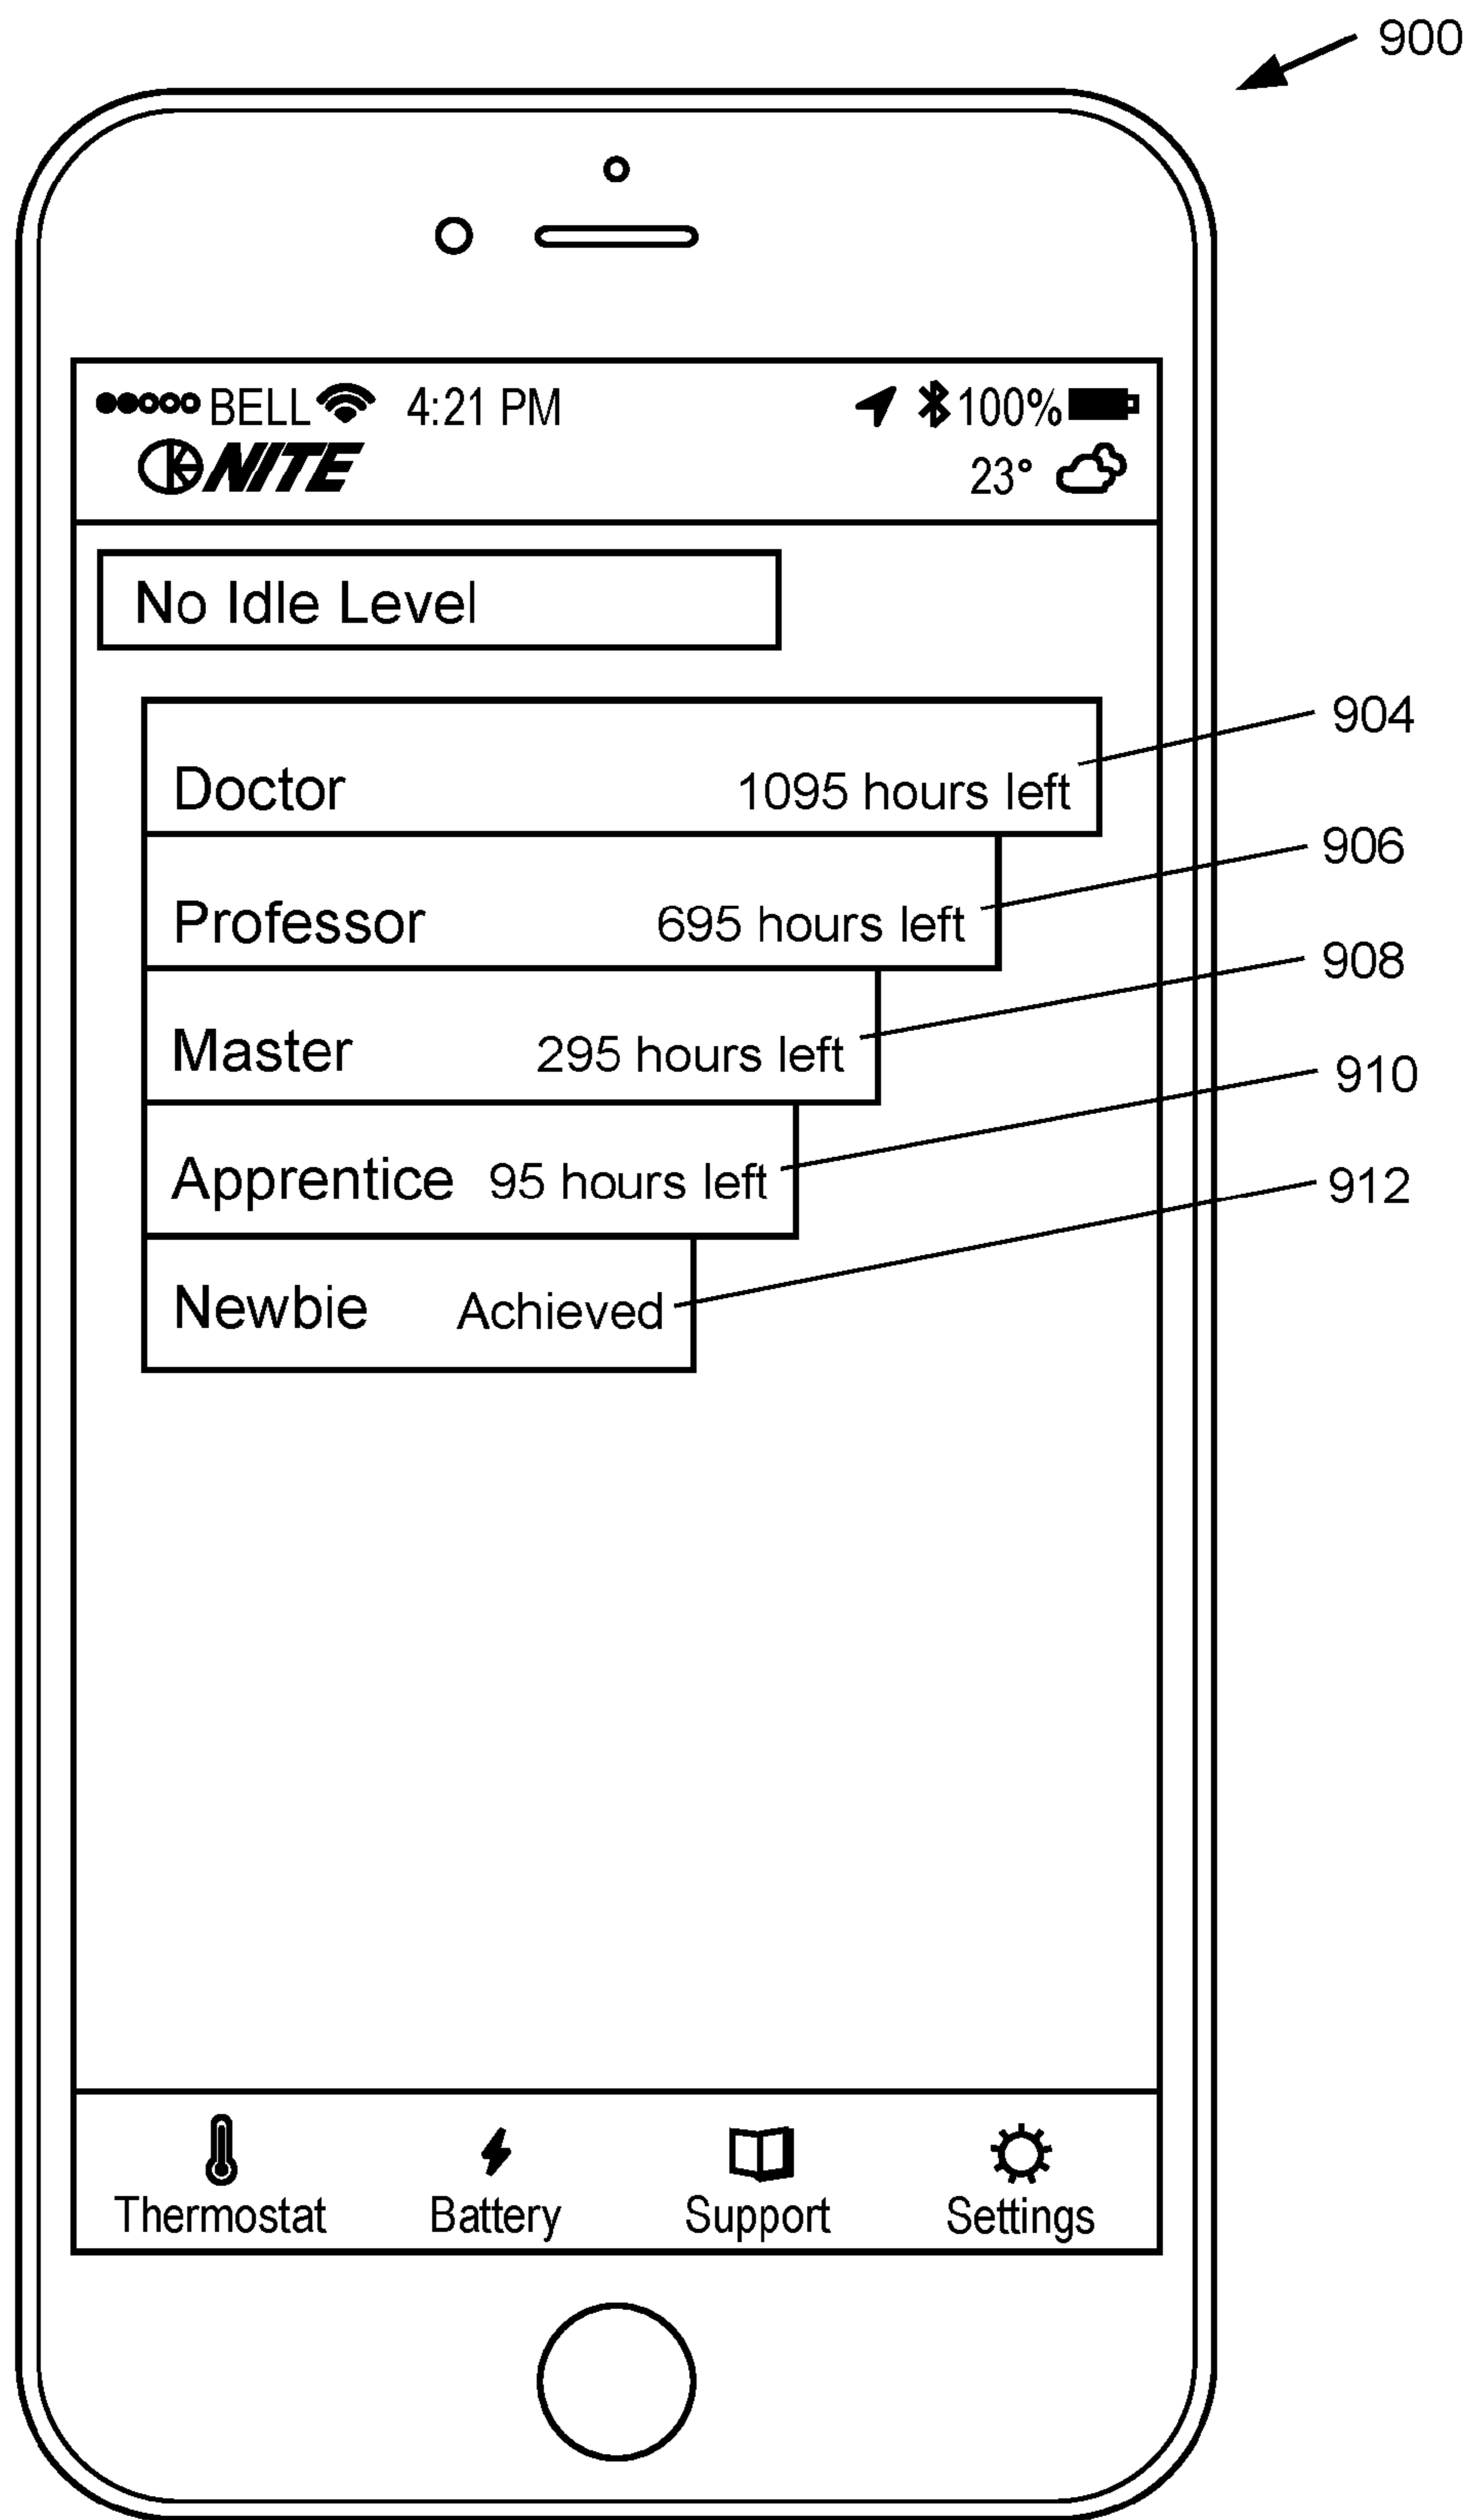 900
BELL 4:21 PM 100%
NITE 23°
No Idle Level
Doctor 1095 hours left 904
Professor 695 hours left 906
Master 295 hours left 908
Apprentice 95 hours left 910
Newbie Achieved 912
Thermostat Battery Support Settings